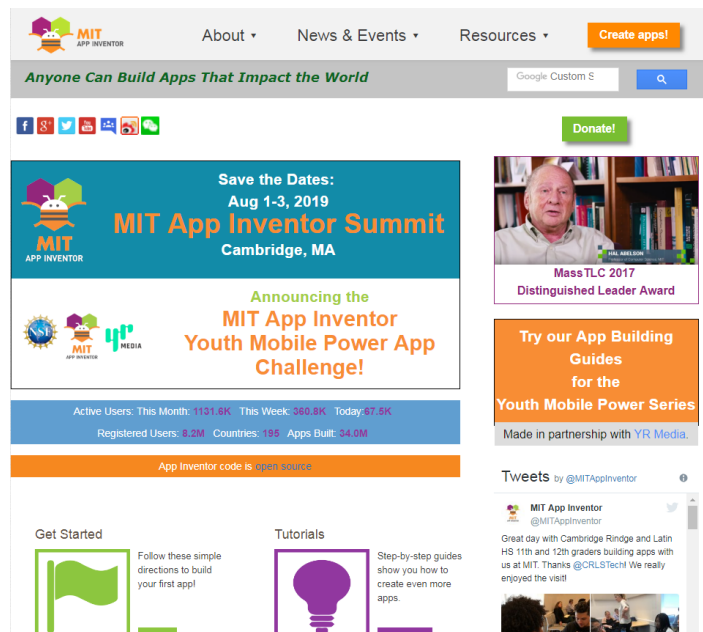 MIT
APP INVENTOR
About ▾
News & Events ▾
Resources ▾
Create apps!
Anyone Can Build Apps That Impact the World
Google Custom S
Donate!
MIT
APP INVENTOR
Save the Dates:
Aug 1-3, 2019
MIT App Inventor Summit
Cambridge, MA
NSF
MIT
APP INVENTOR
yr
MEDIA
Announcing the
MIT App Inventor
Youth Mobile Power App
Challenge!
Active Users: This Month: 1131.6K This Week: 360.8K Today:67.5K
Registered Users: 8.2M Countries: 195 Apps Built: 34.0M
App Inventor code is open source
Get Started
Follow these simple
directions to build
your first app!
Tutorials
Step-by-step guides
show you how to
create even more
apps.
HAL ABELSON
MassTLC 2017
Distinguished Leader Award
Try our App Building
Guides
for the
Youth Mobile Power Series
Made in partnership with YR Media.
Tweets by @MITAppInventor
MIT App Inventor
@MITAppInventor
Great day with Cambridge Rindge and Latin
HS 11th and 12th graders building apps with
us at MIT. Thanks @CRLSTech! We really
enjoyed the visit!